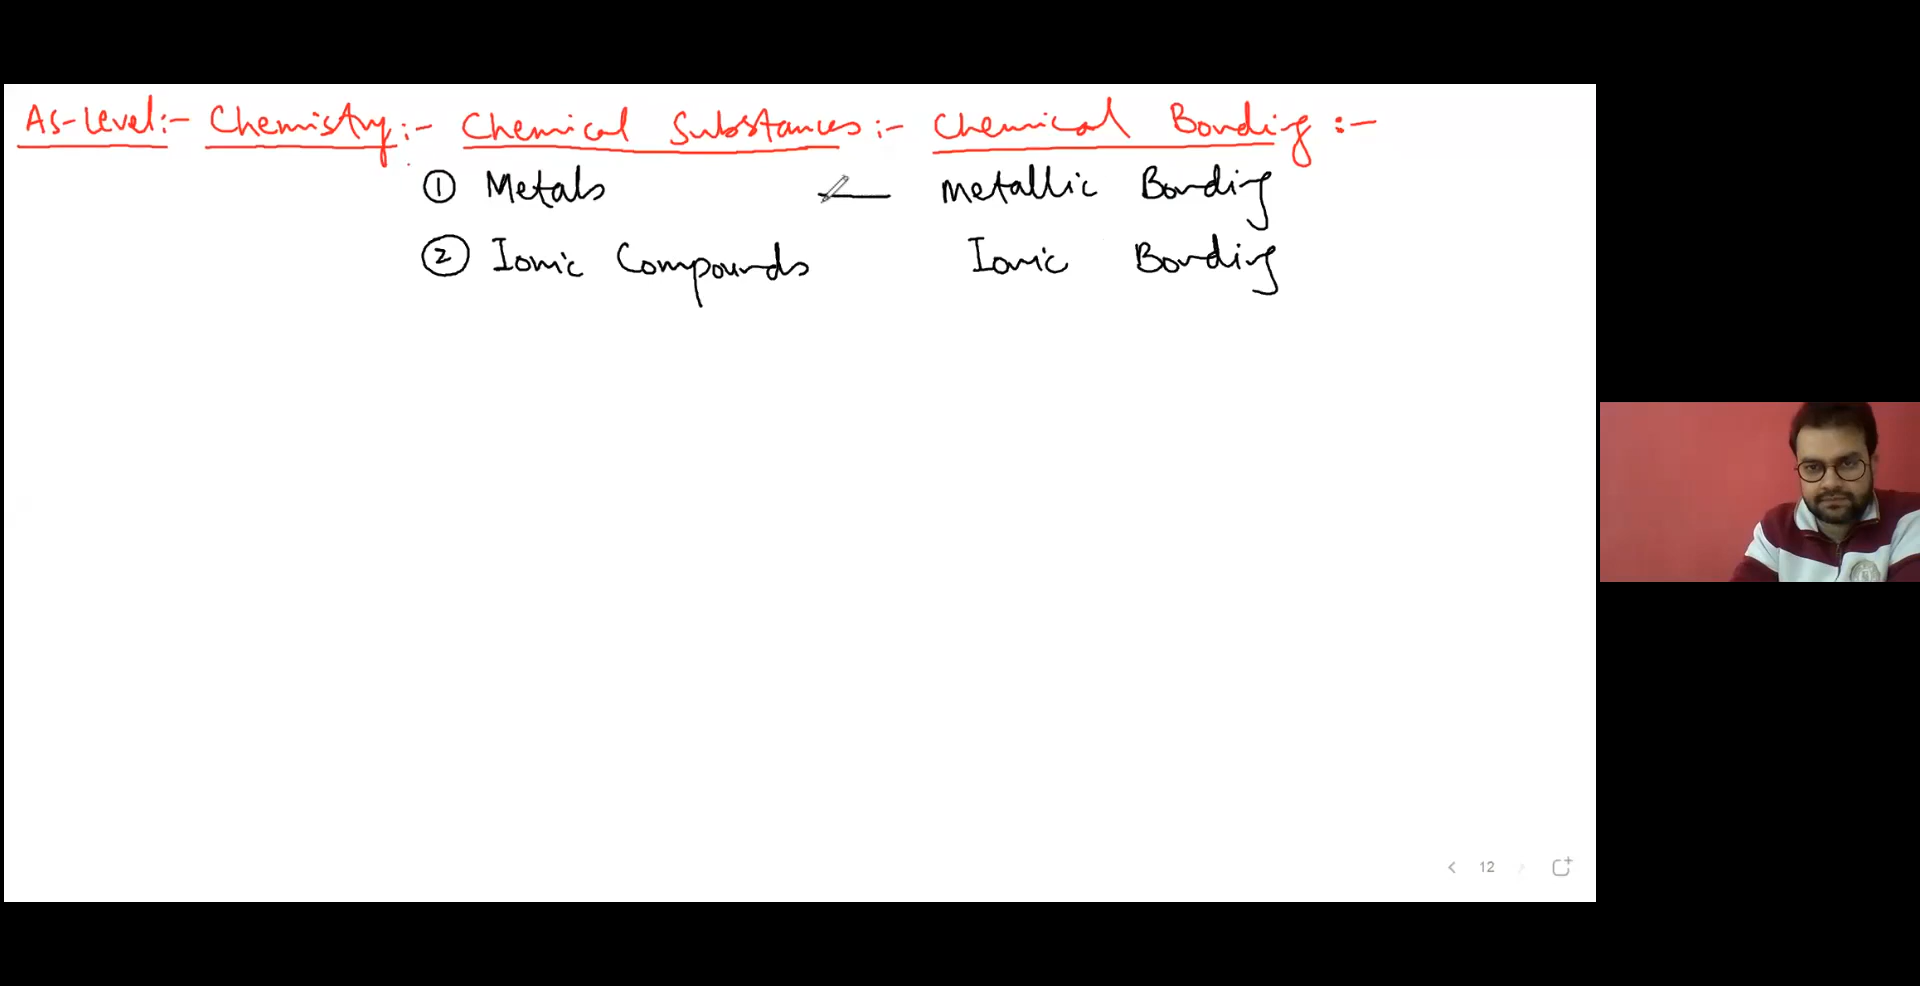 As-Level:- Chemistry:- Chemical Substances:- Chemical Bonding:-
① Metals ← Metallic Bonding
② Ionic Compounds Ionic Bonding
12